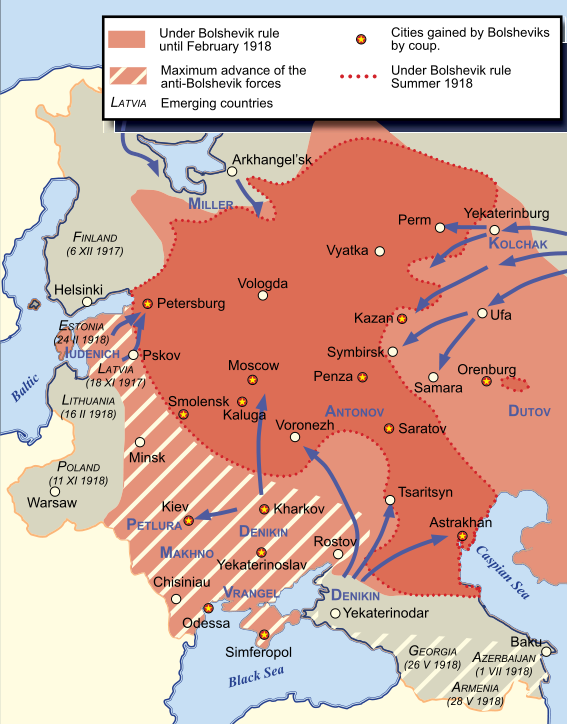 Under Bolshevik rule
until February 1918
Cities gained by Bolsheviks
by coup.
Maximum advance of the
anti-Bolshevik forces
Under Bolshevik rule
Summer 1918
LATVIA Emerging countries
Arkhangel'sk
MILLER
Perm
Yekaterinburg
KOLCHAK
FINLAND
(6 XII 1917)
Vyatka
Helsinki
Vologda
Petersburg
Kazan
Ufa
ESTONIA
(24 II 1918)
IUDENICH
Pskov
LATVIA
(18 XI 1917)
Symbirsk
Moscow
Penza
Samara
Orenburg
Baltic
LITHUANIA
(16 II 1918)
Smolensk
Kaluga
ANTONOV
DUTOV
Voronezh
Saratov
Minsk
POLAND
(11 XI 1918)
Warsaw
Tsaritsyn
Kiev
PETLURA
Kharkov
DENIKIN
Astrakhan
MAKHNO
Rostov
Yekaterinoslav
Caspian Sea
Chisiniau
VRANGEL
DENIKIN
Yekaterinodar
Odessa
Simferopol
Baku
GEORGIA
(26 V 1918)
AZERBAIJAN
(1 VII 1918)
Black Sea
ARMENIA
(28 V 1918)